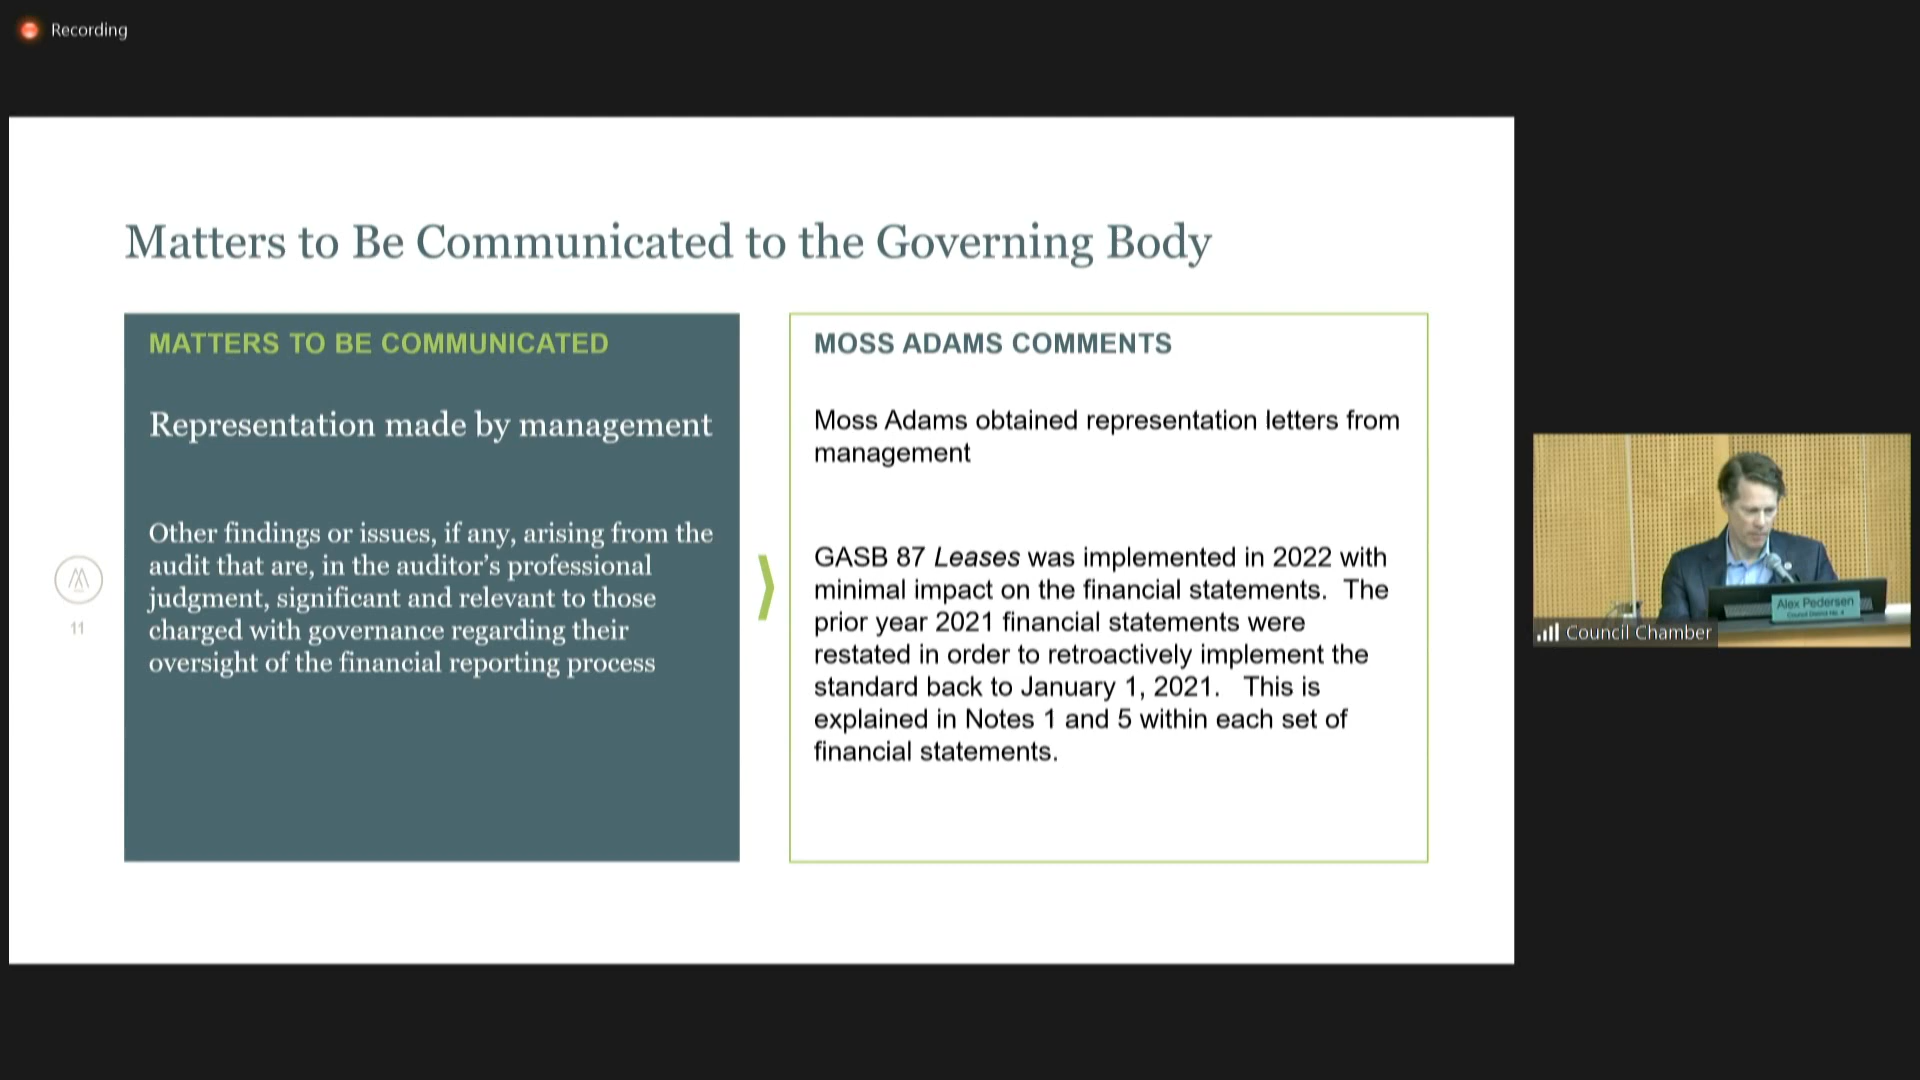 Recording
Matters to Be Communicated to the Governing Body
MATTERS TO BE COMMUNICATED
Representation made by management
Other findings or issues, if any, arising from the
audit that are, in the auditor’s professional
judgment, significant and relevant to those
charged with governance regarding their
oversight of the financial reporting process
MOSS ADAMS COMMENTS
Moss Adams obtained representation letters from
management
GASB 87 Leases was implemented in 2022 with
minimal impact on the financial statements.  The
prior year 2021 financial statements were
restated in order to retroactively implement the
standard back to January 1, 2021.   This is
explained in Notes 1 and 5 within each set of
financial statements.
11
Alex Pedersen
Council District No. 4
Council Chamber